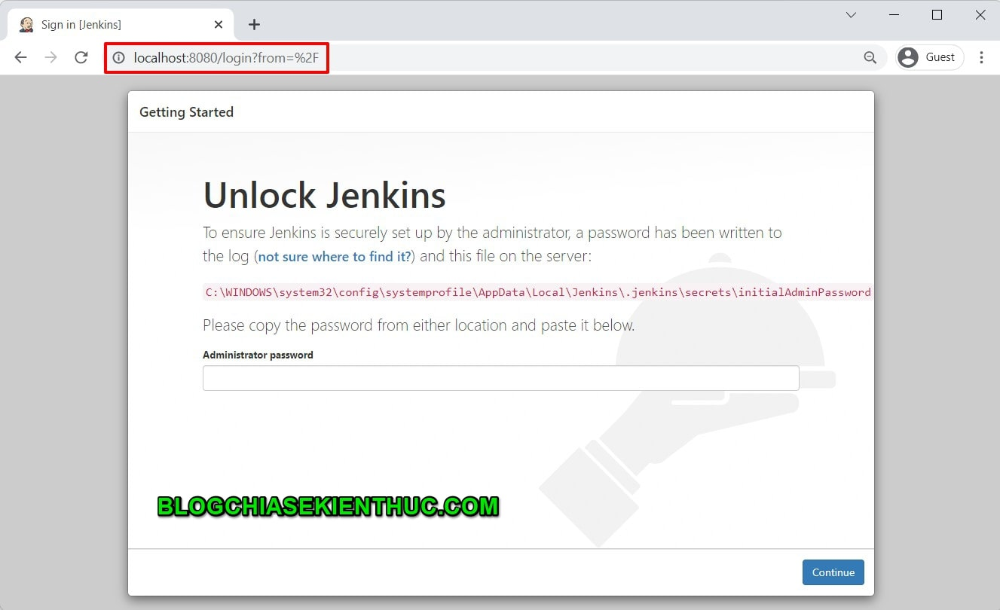 Sign in [Jenkins]
localhost:8080/login?from=%2F
Guest
Getting Started
Unlock Jenkins
To ensure Jenkins is securely set up by the administrator, a password has been written to
the log (not sure where to find it?) and this file on the server:
C:\WINDOWS\system32\config\systemprofile\AppData\Local\Jenkins\.jenkins\secrets\initialAdminPassword
Please copy the password from either location and paste it below.
Administrator password
BLOGCHIASEKIENTHUC.COM
Continue